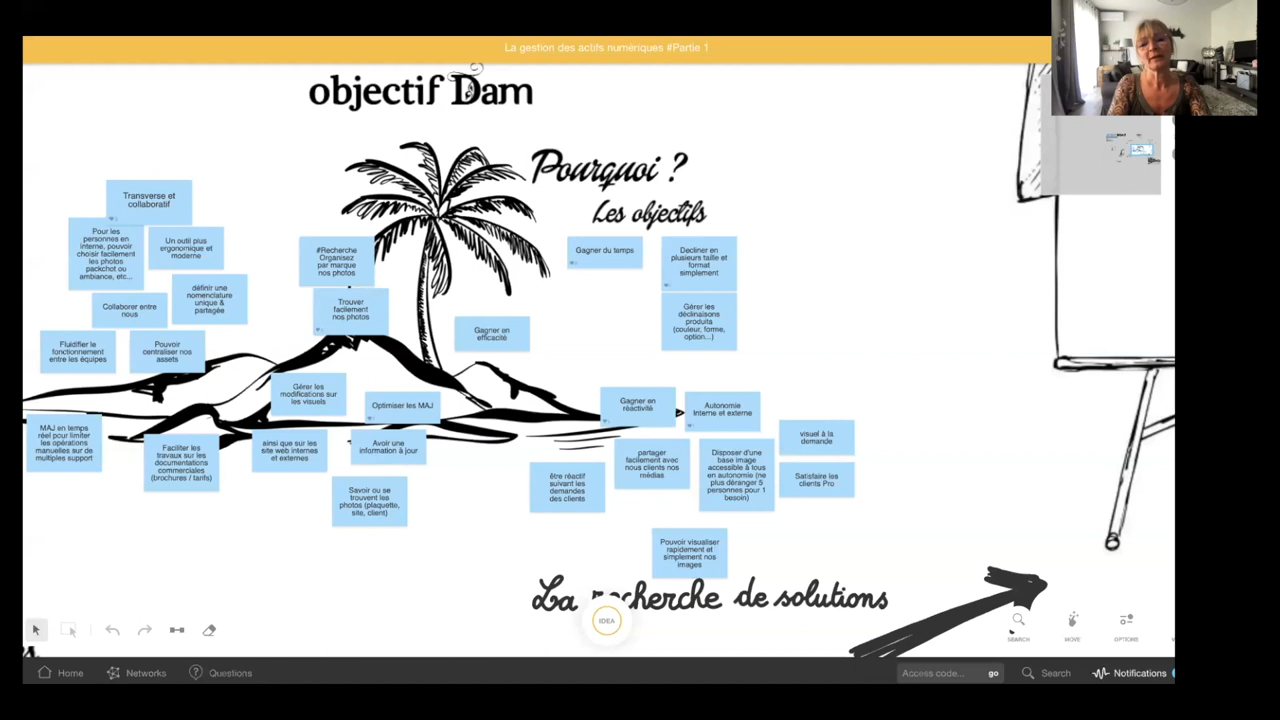 La gestion des actifs numériques #Partie 1
objectif Dam
Pourquoi ?
Les objectifs
Transverse et
collaboratif
Pour les
personnes en
interne, pouvoir
choisir facilement
les photos
packchot ou
ambiance, etc...
Un outil plus
ergonomique et
moderne
définir une
nomenclature
unique &
partagée
Collaborer entre
nous
Fluidifier le
fonctionnement
entre les équipes
Pouvoir
centraliser nos
assets
#Recherche
Organisez
par marque
nos photos
Trouver
facilement
nos photos
Gagner en
efficacité
Gagner du temps
Decliner en
plusieurs taille et
format
simplement
Gérer les
déclinaisons
produits
(couleur, forme,
option...)
Gérer les
modifications sur
les visuels
Optimiser les MAJ
MAJ en temps
réel pour limiter
les opérations
manuelles sur de
multiples support
Faciliter les
travaux sur les
documentations
commerciales
(brochures / tarifs)
ainsi que sur les
site web internes
et externes
Avoir une
information à jour
Savoir ou se
trouvent les
photos (plaquette,
site, client)
Gagner en
réactivité
Autonomie
Interne et externe
être réactif
suivant les
demandes
des clients
partager
facilement avec
nous clients nos
médias
Disposer d'une
base image
accessible à tous
en autonomie (ne
plus déranger 5
personnes pour 1
besoin)
visuel à la
demande
Satisfaire les
clients Pro
Pouvoir visualiser
rapidement et
simplement nos
images
La recherche de solutions
IDEA
SEARCH
MOVE
OPTIONS
Home
Networks
Questions
Access code...
go
Search
Notifications